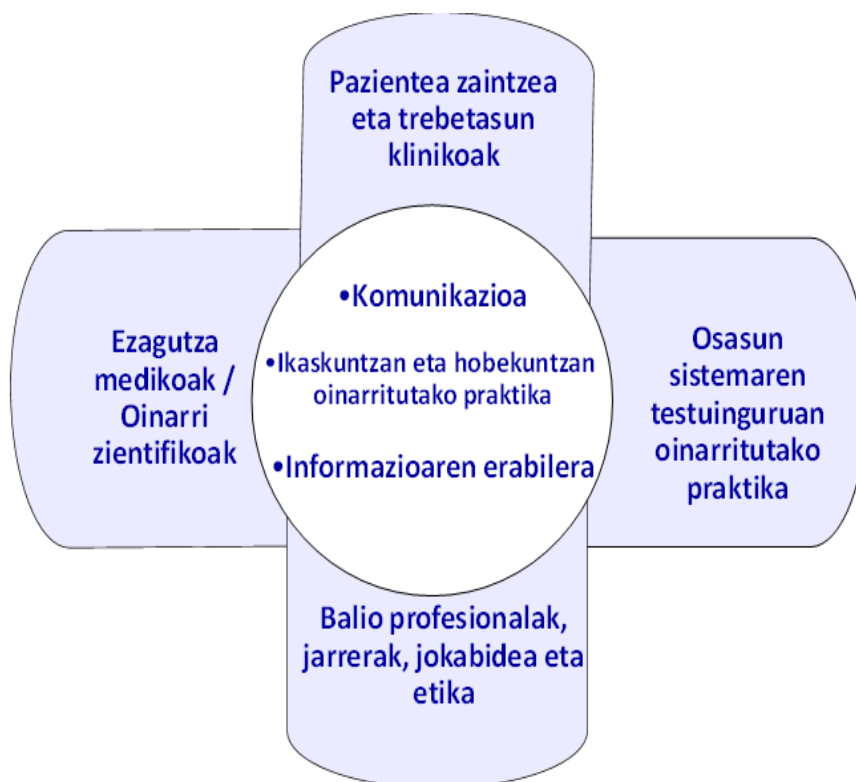 Pazientea zaintzea
eta trebetasun
klinikoak
Ezagutza
medikoak /
Oinarri
zientifikoak
•Komunikazioa
•Ikaskuntzan eta hobekuntzan
oinarritutako praktika
•Informazioaren erabilera
Osasun
sistemaren
testuinguruan
oinarritutako
praktika
Balio profesionalak,
jarrerak, jokabidea eta
etika